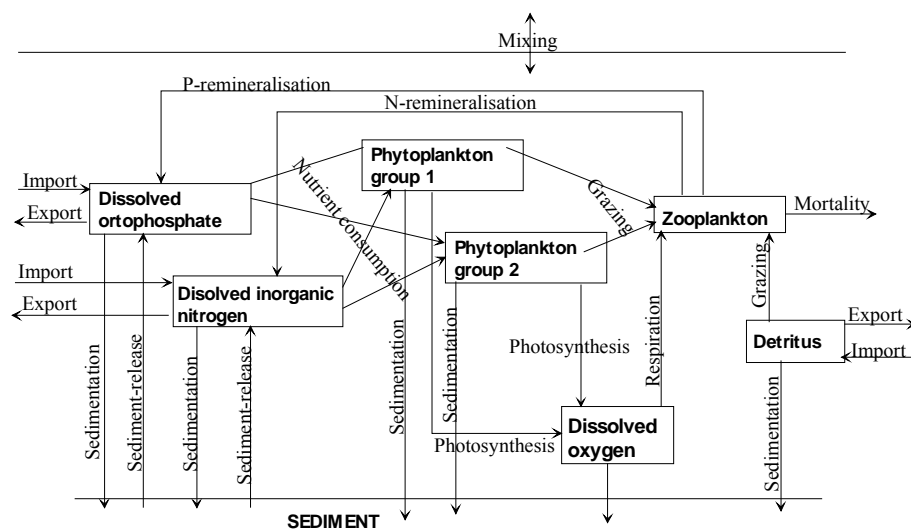 Mixing
P-remineralisation
N-remineralisation
Phytoplankton
group 1
Nutrient consumption
Grazing
Import
Export
Dissolved
ortophosphate
Zooplankton
Mortality
Phytoplankton
group 2
Import
Export
Disolved inorganic
nitrogen
Grazing
Export
Import
Detritus
Respiration
Photosynthesis
Sedimentation
Sediment-release
Sedimentation
Sediment-release
Sedimentation
Sedimentation
Photosynthesis
Dissolved
oxygen
Sedimentation
SEDIMENT